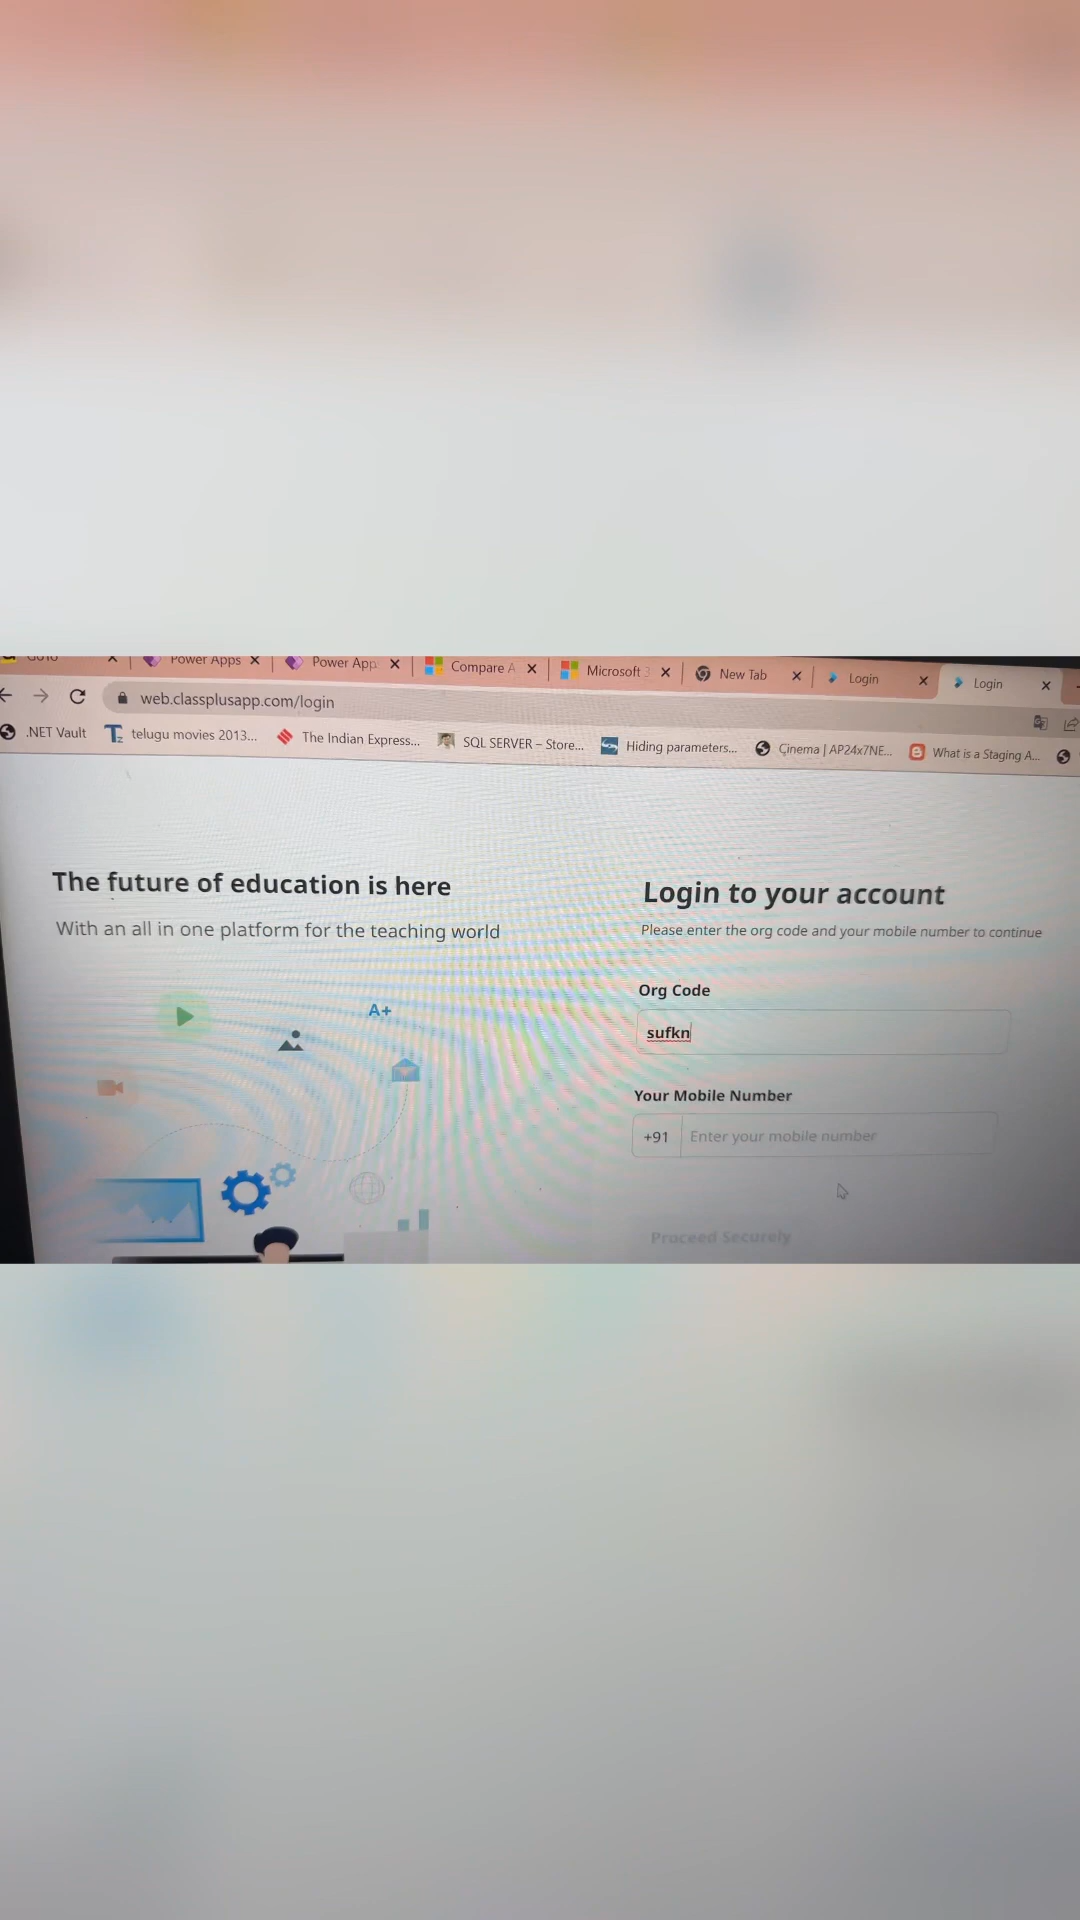 Power Apps
Power App
Compare A
Microsoft 3
New Tab
Login
Login
web.classplusapp.com/login
.NET Vault
telugu movies 2013...
The Indian Express...
SQL SERVER – Store...
Hiding parameters...
Çinema | AP24x7NE...
What is a Staging A...
The future of education is here
With an all in one platform for the teaching world
A+
Login to your account
Please enter the org code and your mobile number to continue
Org Code
sufkn
Your Mobile Number
+91 Enter your mobile number
Proceed Securely